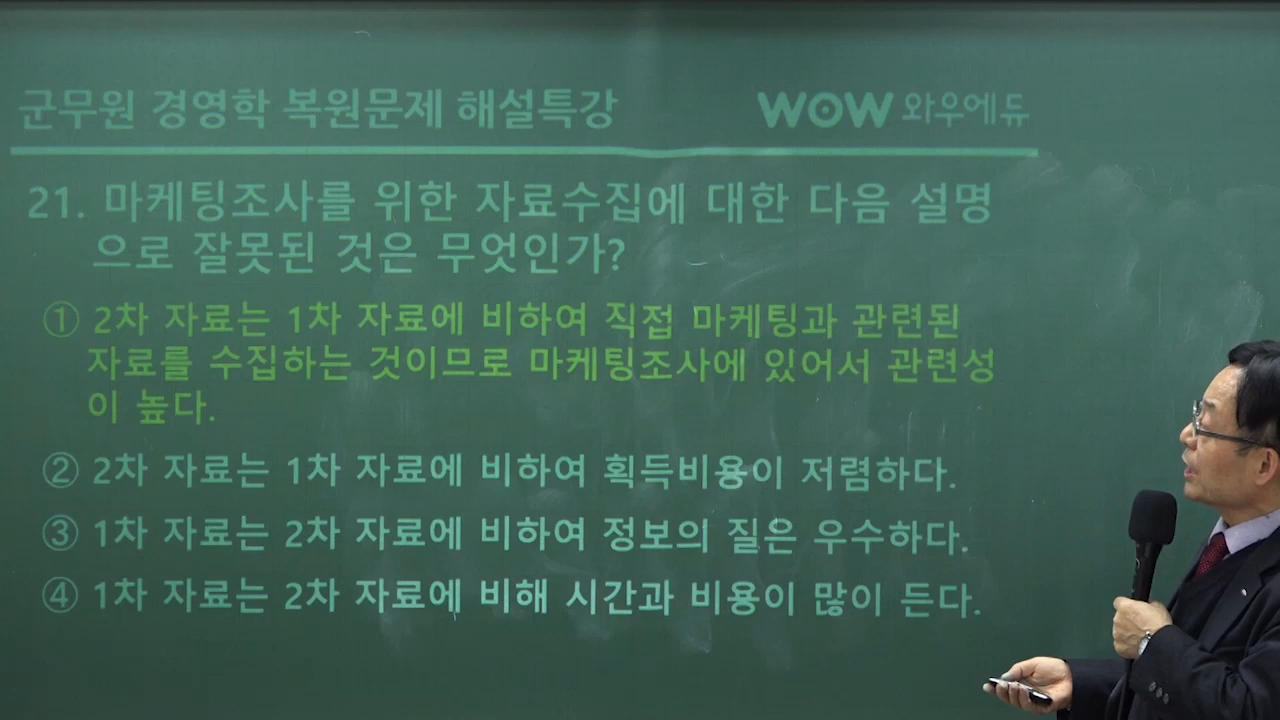 군무원 경영학 복원문제 해설특강 WOW 와우에듀
21. 마케팅조사를 위한 자료수집에 대한 다음 설명
으로 잘못된 것은 무엇인가?
① 2차 자료는 1차 자료에 비하여 직접 마케팅과 관련된
자료를 수집하는 것이므로 마케팅조사에 있어서 관련성
이 높다.
② 2차 자료는 1차 자료에 비하여 획득비용이 저렴하다.
③ 1차 자료는 2차 자료에 비하여 정보의 질은 우수하다.
④ 1차 자료는 2차 자료에 비해 시간과 비용이 많이 든다.